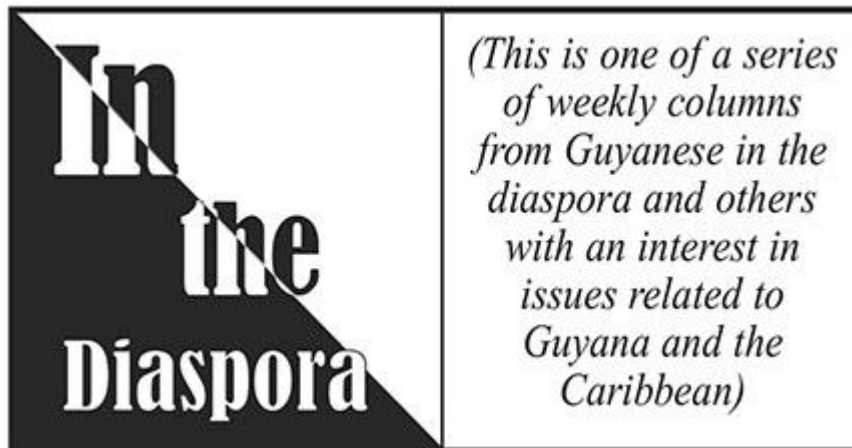 In
the
Diaspora
(This is one of a series
of weekly columns
from Guyanese in the
diaspora and others
with an interest in
issues related to
Guyana and the
Caribbean)